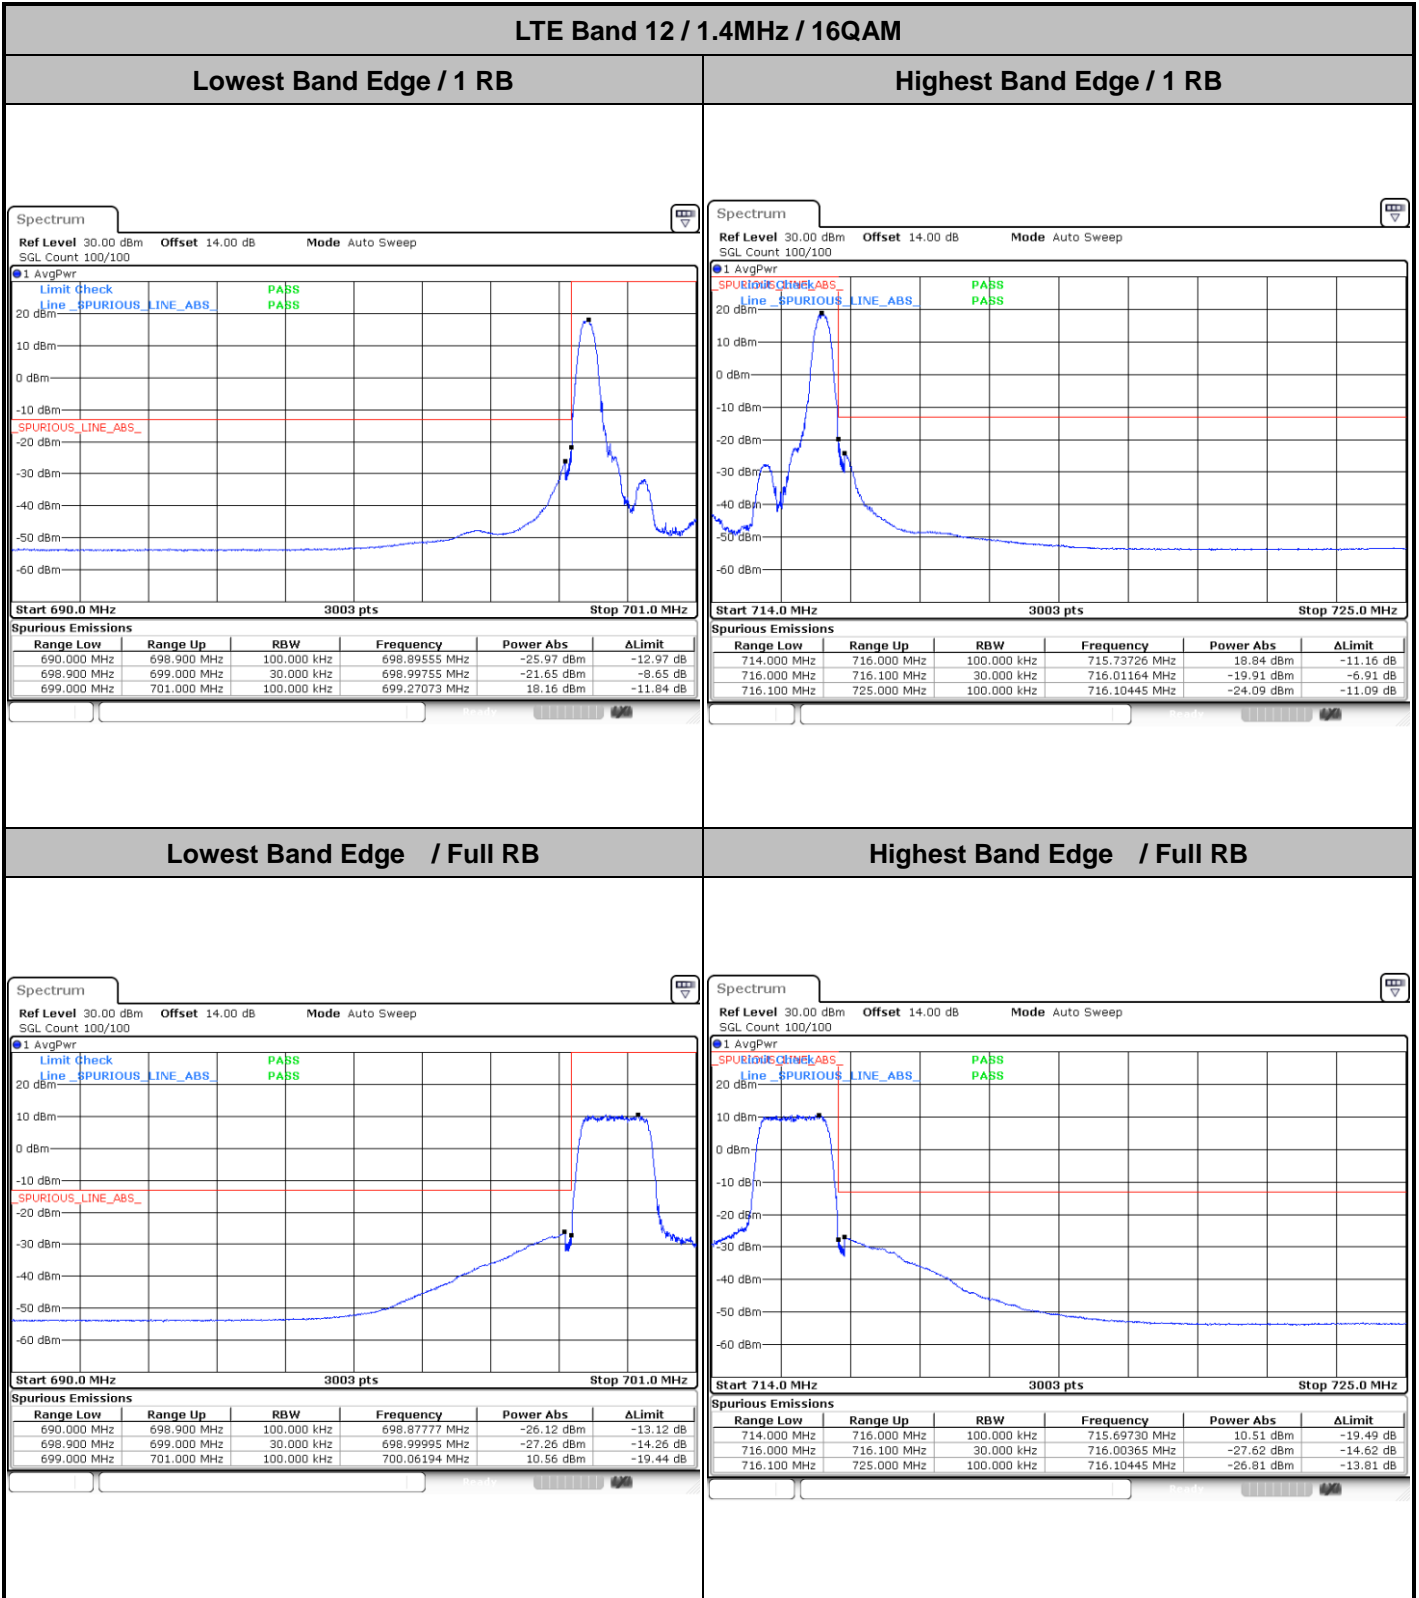 LTE Band 12 / 1.4MHz / 16QAM
Lowest Band Edge / 1 RB
Highest Band Edge / 1 RB
Spectrum
Ref Level 30.00 dBm Offset 14.00 dB Mode Auto Sweep
SGL Count 100/100
1 AvgPwr
Limit Check PASS
Line _SPURIOUS_LINE_ABS_ PASS
20 dBm
10 dBm
0 dBm
-10 dBm
_SPURIOUS_LINE_ABS_
-20 dBm
-30 dBm
-40 dBm
-50 dBm
-60 dBm
Start 690.0 MHz 3003 pts Stop 701.0 MHz
Spurious Emissions
Range Low Range Up RBW Frequency Power Abs ΔLimit
690.000 MHz 698.900 MHz 100.000 kHz 698.89555 MHz -25.97 dBm -12.97 dB
698.900 MHz 699.000 MHz 30.000 kHz 698.99755 MHz -21.65 dBm -8.65 dB
699.000 MHz 701.000 MHz 100.000 kHz 699.27073 MHz 18.16 dBm -11.84 dB
Ready
Spectrum
Ref Level 30.00 dBm Offset 14.00 dB Mode Auto Sweep
SGL Count 100/100
1 AvgPwr
_SPURIOUS_LINE_ABS_
Limit Check PASS
Line _SPURIOUS_LINE_ABS_ PASS
20 dBm
10 dBm
0 dBm
-10 dBm
-20 dBm
-30 dBm
-40 dBm
-50 dBm
-60 dBm
Start 714.0 MHz 3003 pts Stop 725.0 MHz
Spurious Emissions
Range Low Range Up RBW Frequency Power Abs ΔLimit
714.000 MHz 716.000 MHz 100.000 kHz 715.73726 MHz 18.84 dBm -11.16 dB
716.000 MHz 716.100 MHz 30.000 kHz 716.01164 MHz -19.91 dBm -6.91 dB
716.100 MHz 725.000 MHz 100.000 kHz 716.10445 MHz -24.09 dBm -11.09 dB
Ready
Lowest Band Edge / Full RB
Highest Band Edge / Full RB
Spectrum
Ref Level 30.00 dBm Offset 14.00 dB Mode Auto Sweep
SGL Count 100/100
1 AvgPwr
Limit Check PASS
Line _SPURIOUS_LINE_ABS_ PASS
20 dBm
10 dBm
0 dBm
-10 dBm
_SPURIOUS_LINE_ABS_
-20 dBm
-30 dBm
-40 dBm
-50 dBm
-60 dBm
Start 690.0 MHz 3003 pts Stop 701.0 MHz
Spurious Emissions
Range Low Range Up RBW Frequency Power Abs ΔLimit
690.000 MHz 698.900 MHz 100.000 kHz 698.87777 MHz -26.12 dBm -13.12 dB
698.900 MHz 699.000 MHz 30.000 kHz 698.99995 MHz -27.26 dBm -14.26 dB
699.000 MHz 701.000 MHz 100.000 kHz 700.06194 MHz 10.56 dBm -19.44 dB
Ready
Spectrum
Ref Level 30.00 dBm Offset 14.00 dB Mode Auto Sweep
SGL Count 100/100
1 AvgPwr
_SPURIOUS_LINE_ABS_
Limit Check PASS
Line _SPURIOUS_LINE_ABS_ PASS
20 dBm
10 dBm
0 dBm
-10 dBm
-20 dBm
-30 dBm
-40 dBm
-50 dBm
-60 dBm
Start 714.0 MHz 3003 pts Stop 725.0 MHz
Spurious Emissions
Range Low Range Up RBW Frequency Power Abs ΔLimit
714.000 MHz 716.000 MHz 100.000 kHz 715.69730 MHz 10.51 dBm -19.49 dB
716.000 MHz 716.100 MHz 30.000 kHz 716.00365 MHz -27.62 dBm -14.62 dB
716.100 MHz 725.000 MHz 100.000 kHz 716.10445 MHz -26.81 dBm -13.81 dB
Ready